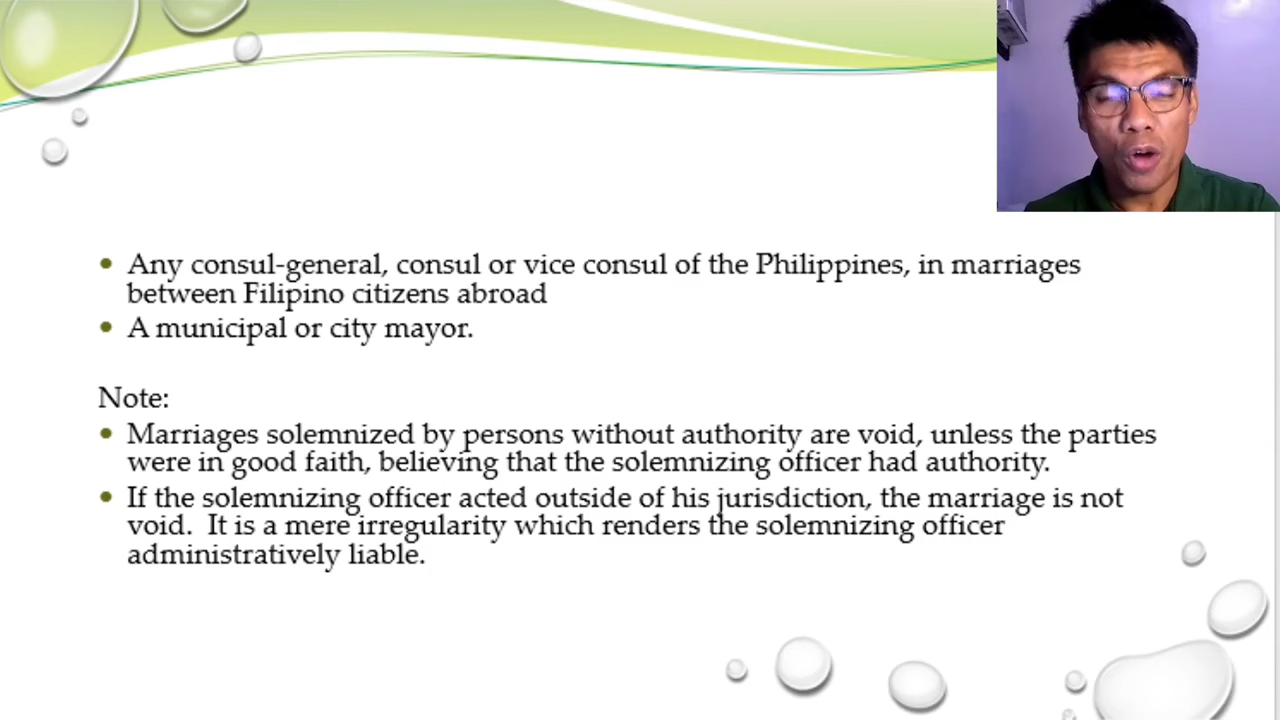 • Any consul-general, consul or vice consul of the Philippines, in marriages
between Filipino citizens abroad
• A municipal or city mayor.
Note:
• Marriages solemnized by persons without authority are void, unless the parties
were in good faith, believing that the solemnizing officer had authority.
• If the solemnizing officer acted outside of his jurisdiction, the marriage is not
void.  It is a mere irregularity which renders the solemnizing officer
administratively liable.